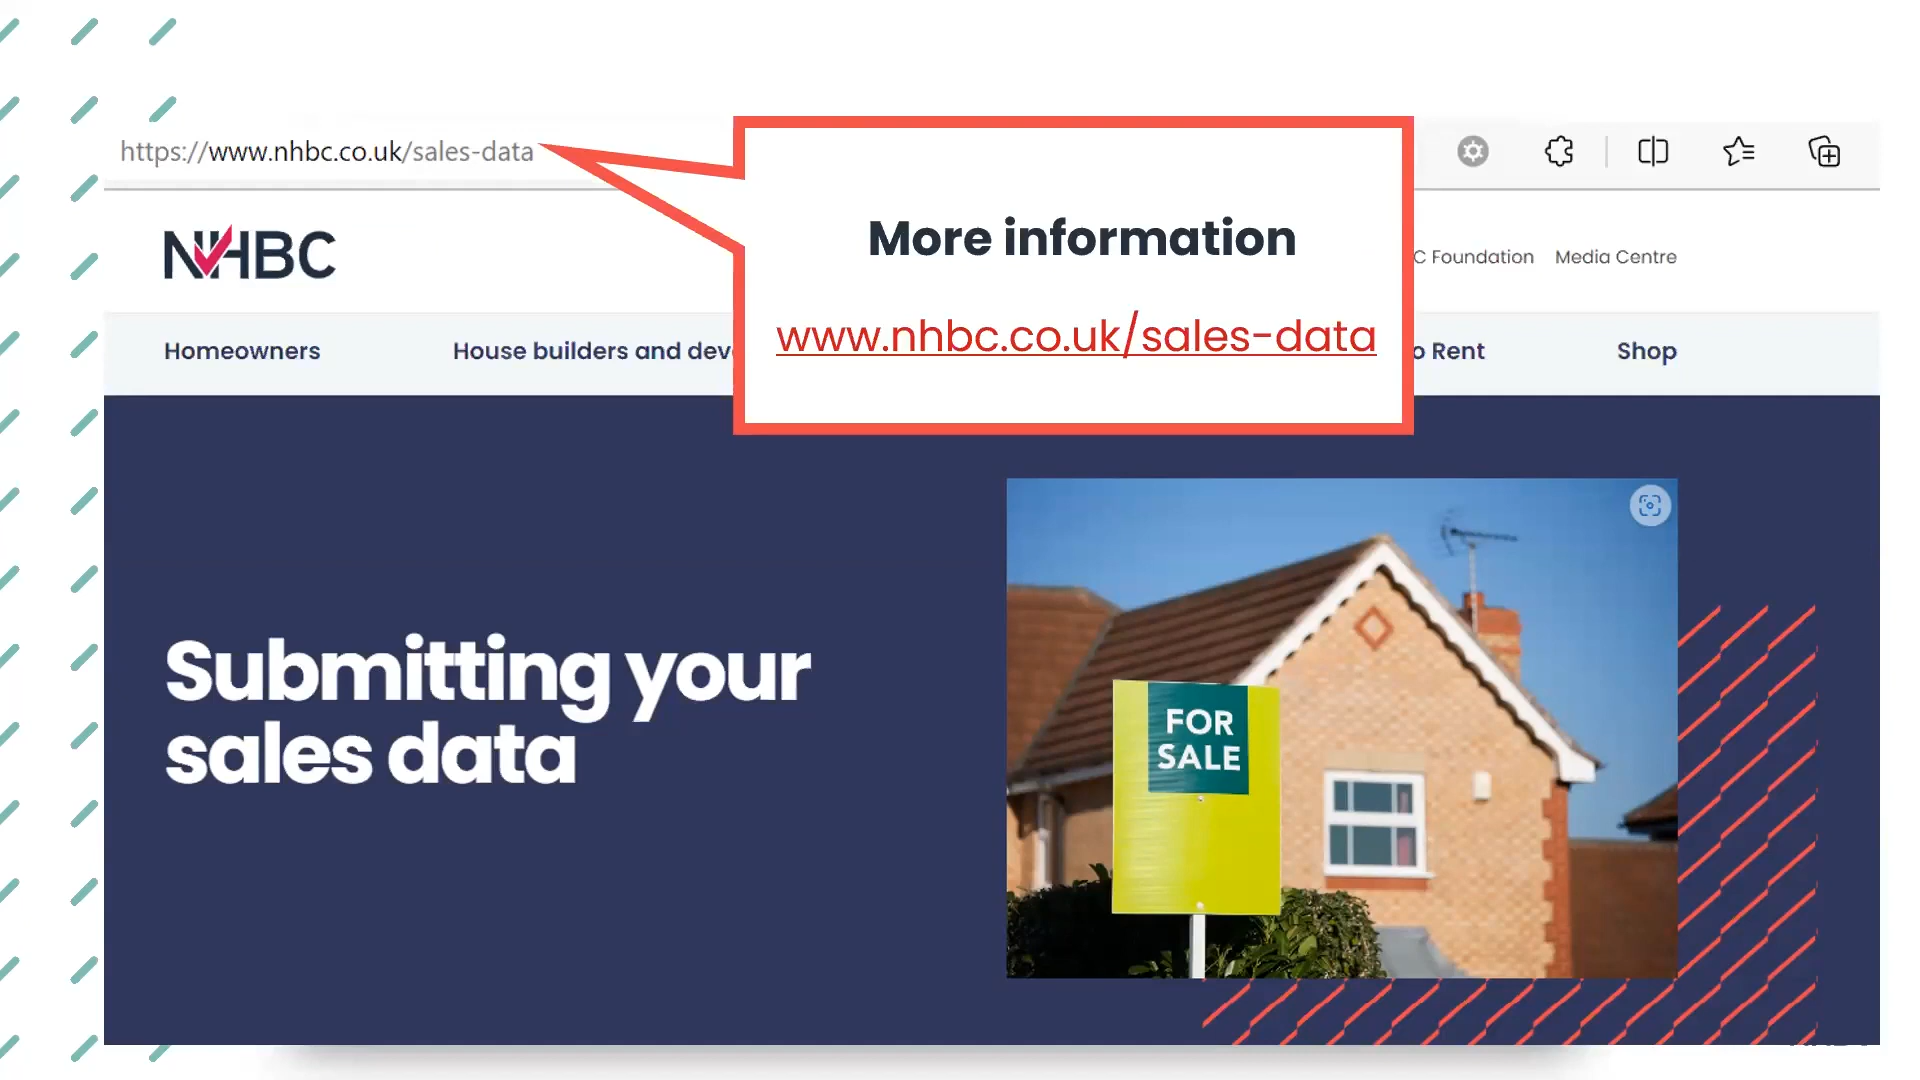 https://www.nhbc.co.uk/sales-data
More information
www.nhbc.co.uk/sales-data
NHBC
C Foundation Media Centre
Homeowners House builders and dev o Rent Shop
Submitting your
sales data
FOR
SALE